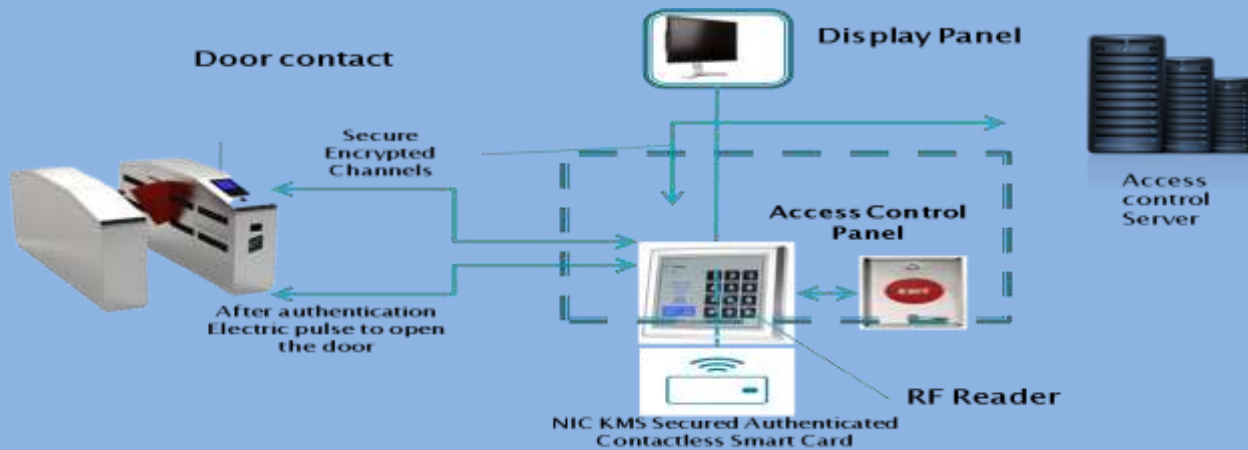 Display Panel
Door contact
Secure
Encrypted
Channels
Access
control
Server
Access Control
Panel
EXIT
After authentication
Electric pulse to open
the door
RF Reader
NIC KMS Secured Authenticated
Contactless Smart Card